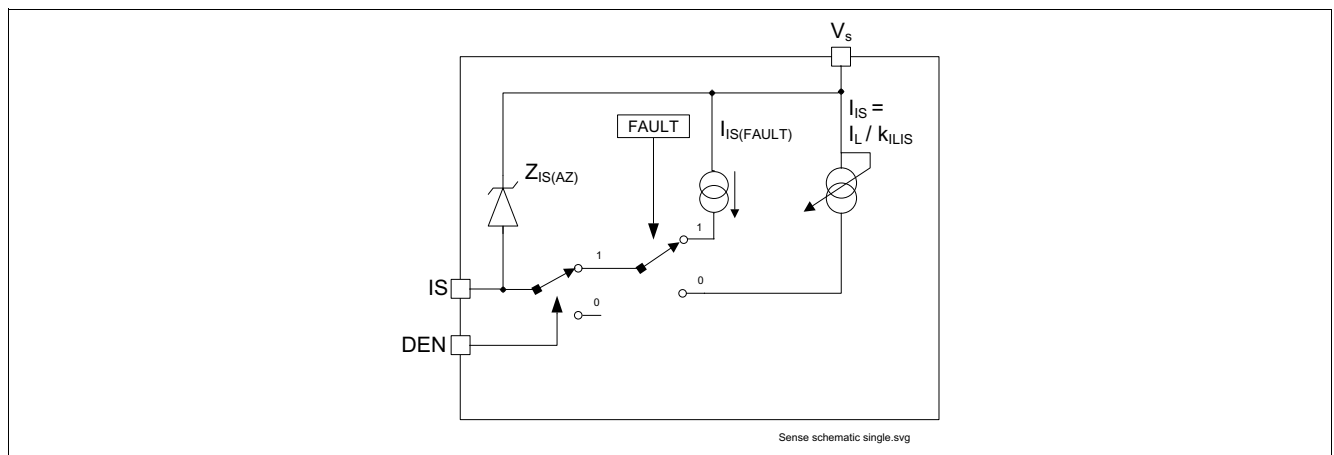 Vs
IIS =
IL / kILIS
FAULT
IIS(FAULT)
ZIS(AZ)
1
1
0
0
IS
DEN
Sense schematic single.svg